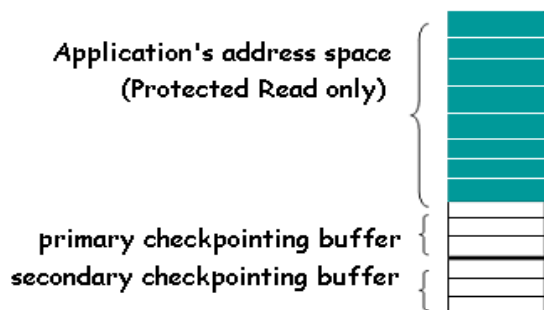 Application's address space
(Protected Read only)
primary checkpointing buffer
secondary checkpointing buffer